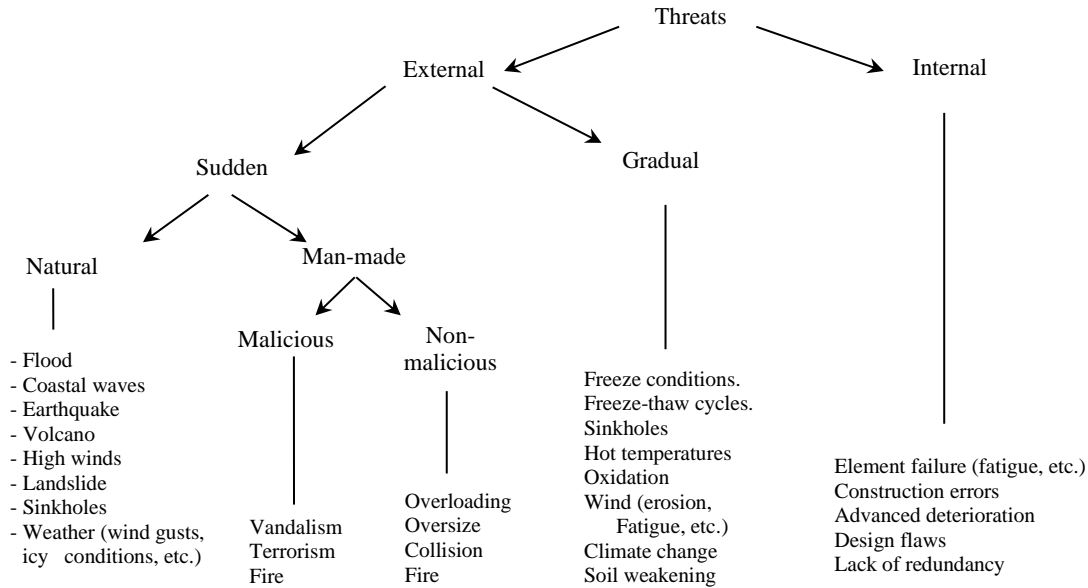 Threats
External
Internal
Sudden
Gradual
Natural
Man-made
Malicious
Non-
malicious
- Flood
- Coastal waves
- Earthquake
- Volcano
- High winds
- Landslide
- Sinkholes
- Weather (wind gusts,
icy conditions, etc.)
Vandalism
Terrorism
Fire
Overloading
Oversize
Collision
Fire
Freeze conditions.
Freeze-thaw cycles.
Sinkholes
Hot temperatures
Oxidation
Wind (erosion,
Fatigue, etc.)
Climate change
Soil weakening
Element failure (fatigue, etc.)
Construction errors
Advanced deterioration
Design flaws
Lack of redundancy